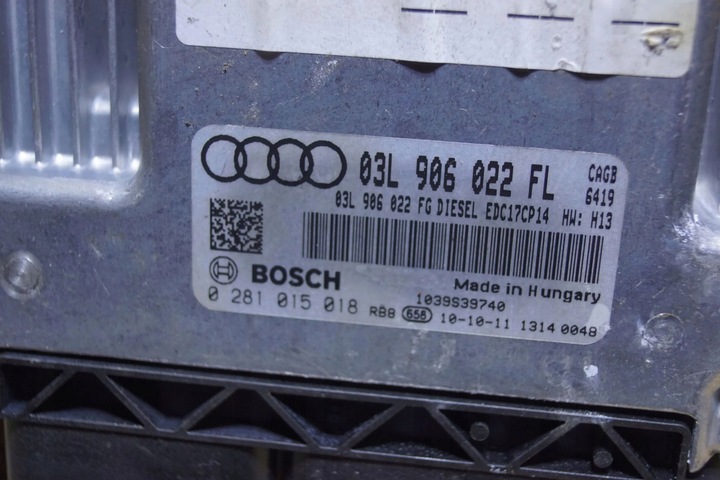 03L 906 022 FL CAGB
6419
03L 906 022 FG DIESEL EDC17CP14 HW: H13
BOSCH
Made in Hungary
1039S39740
0 281 015 018 RB8 656 10-10-11 1314 0048